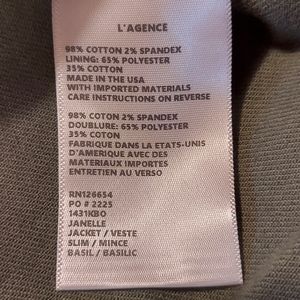 L'AGENCE
98% COTTON 2% SPANDEX
LINING: 65% POLYESTER
35% COTTON
MADE IN THE USA
WITH IMPORTED MATERIALS
CARE INSTRUCTIONS ON REVERSE
98% COTTON 2% SPANDEX
DOUBLURE: 65% POLYESTER
35% COTON
FABRIQUE DANS LA ETATS-UNIS
D'AMERIQUE AVEC DES
MATERIAUX IMPORTES
ENTRETIEN AU VERSO
RN126654
PO # 2225
1431KBO
JANELLE
JACKET / VESTE
SLIM / MINCE
BASIL / BASILIC